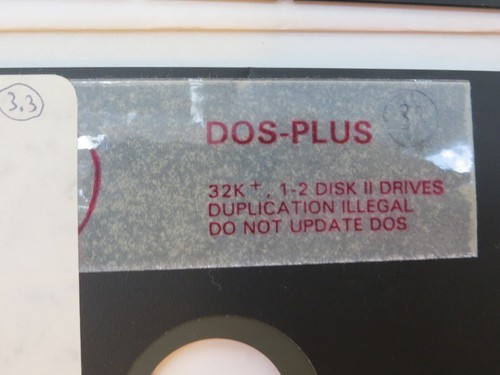 3.3
DOS-PLUS
32K+, 1-2 DISK II DRIVES
DUPLICATION ILLEGAL
DO NOT UPDATE DOS